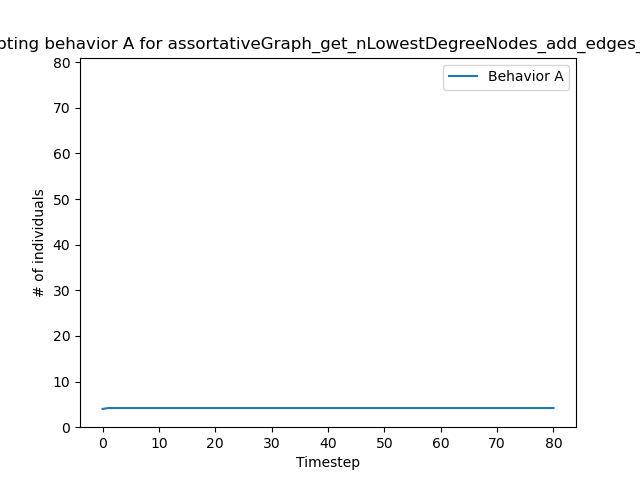 pting behavior A for assortativeGraph_get_nLowestDegreeNodes_add_edges_
Behavior A
80
70
60
50
40
30
20
10
0
# of individuals
0 10 20 30 40 50 60 70 80
Timestep